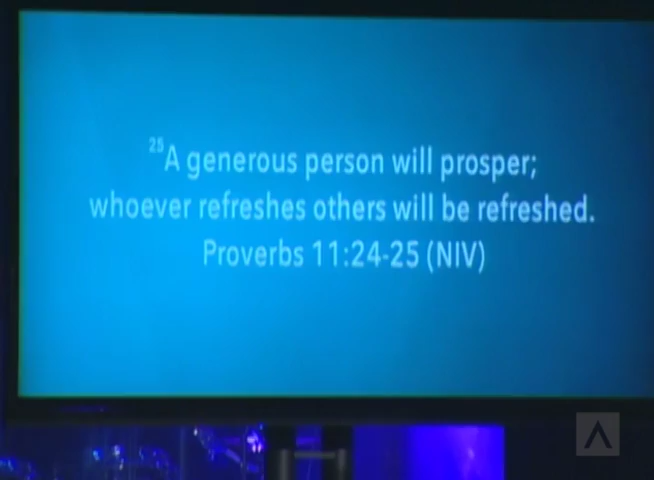 ²⁵A generous person will prosper;
whoever refreshes others will be refreshed.
Proverbs 11:24-25 (NIV)